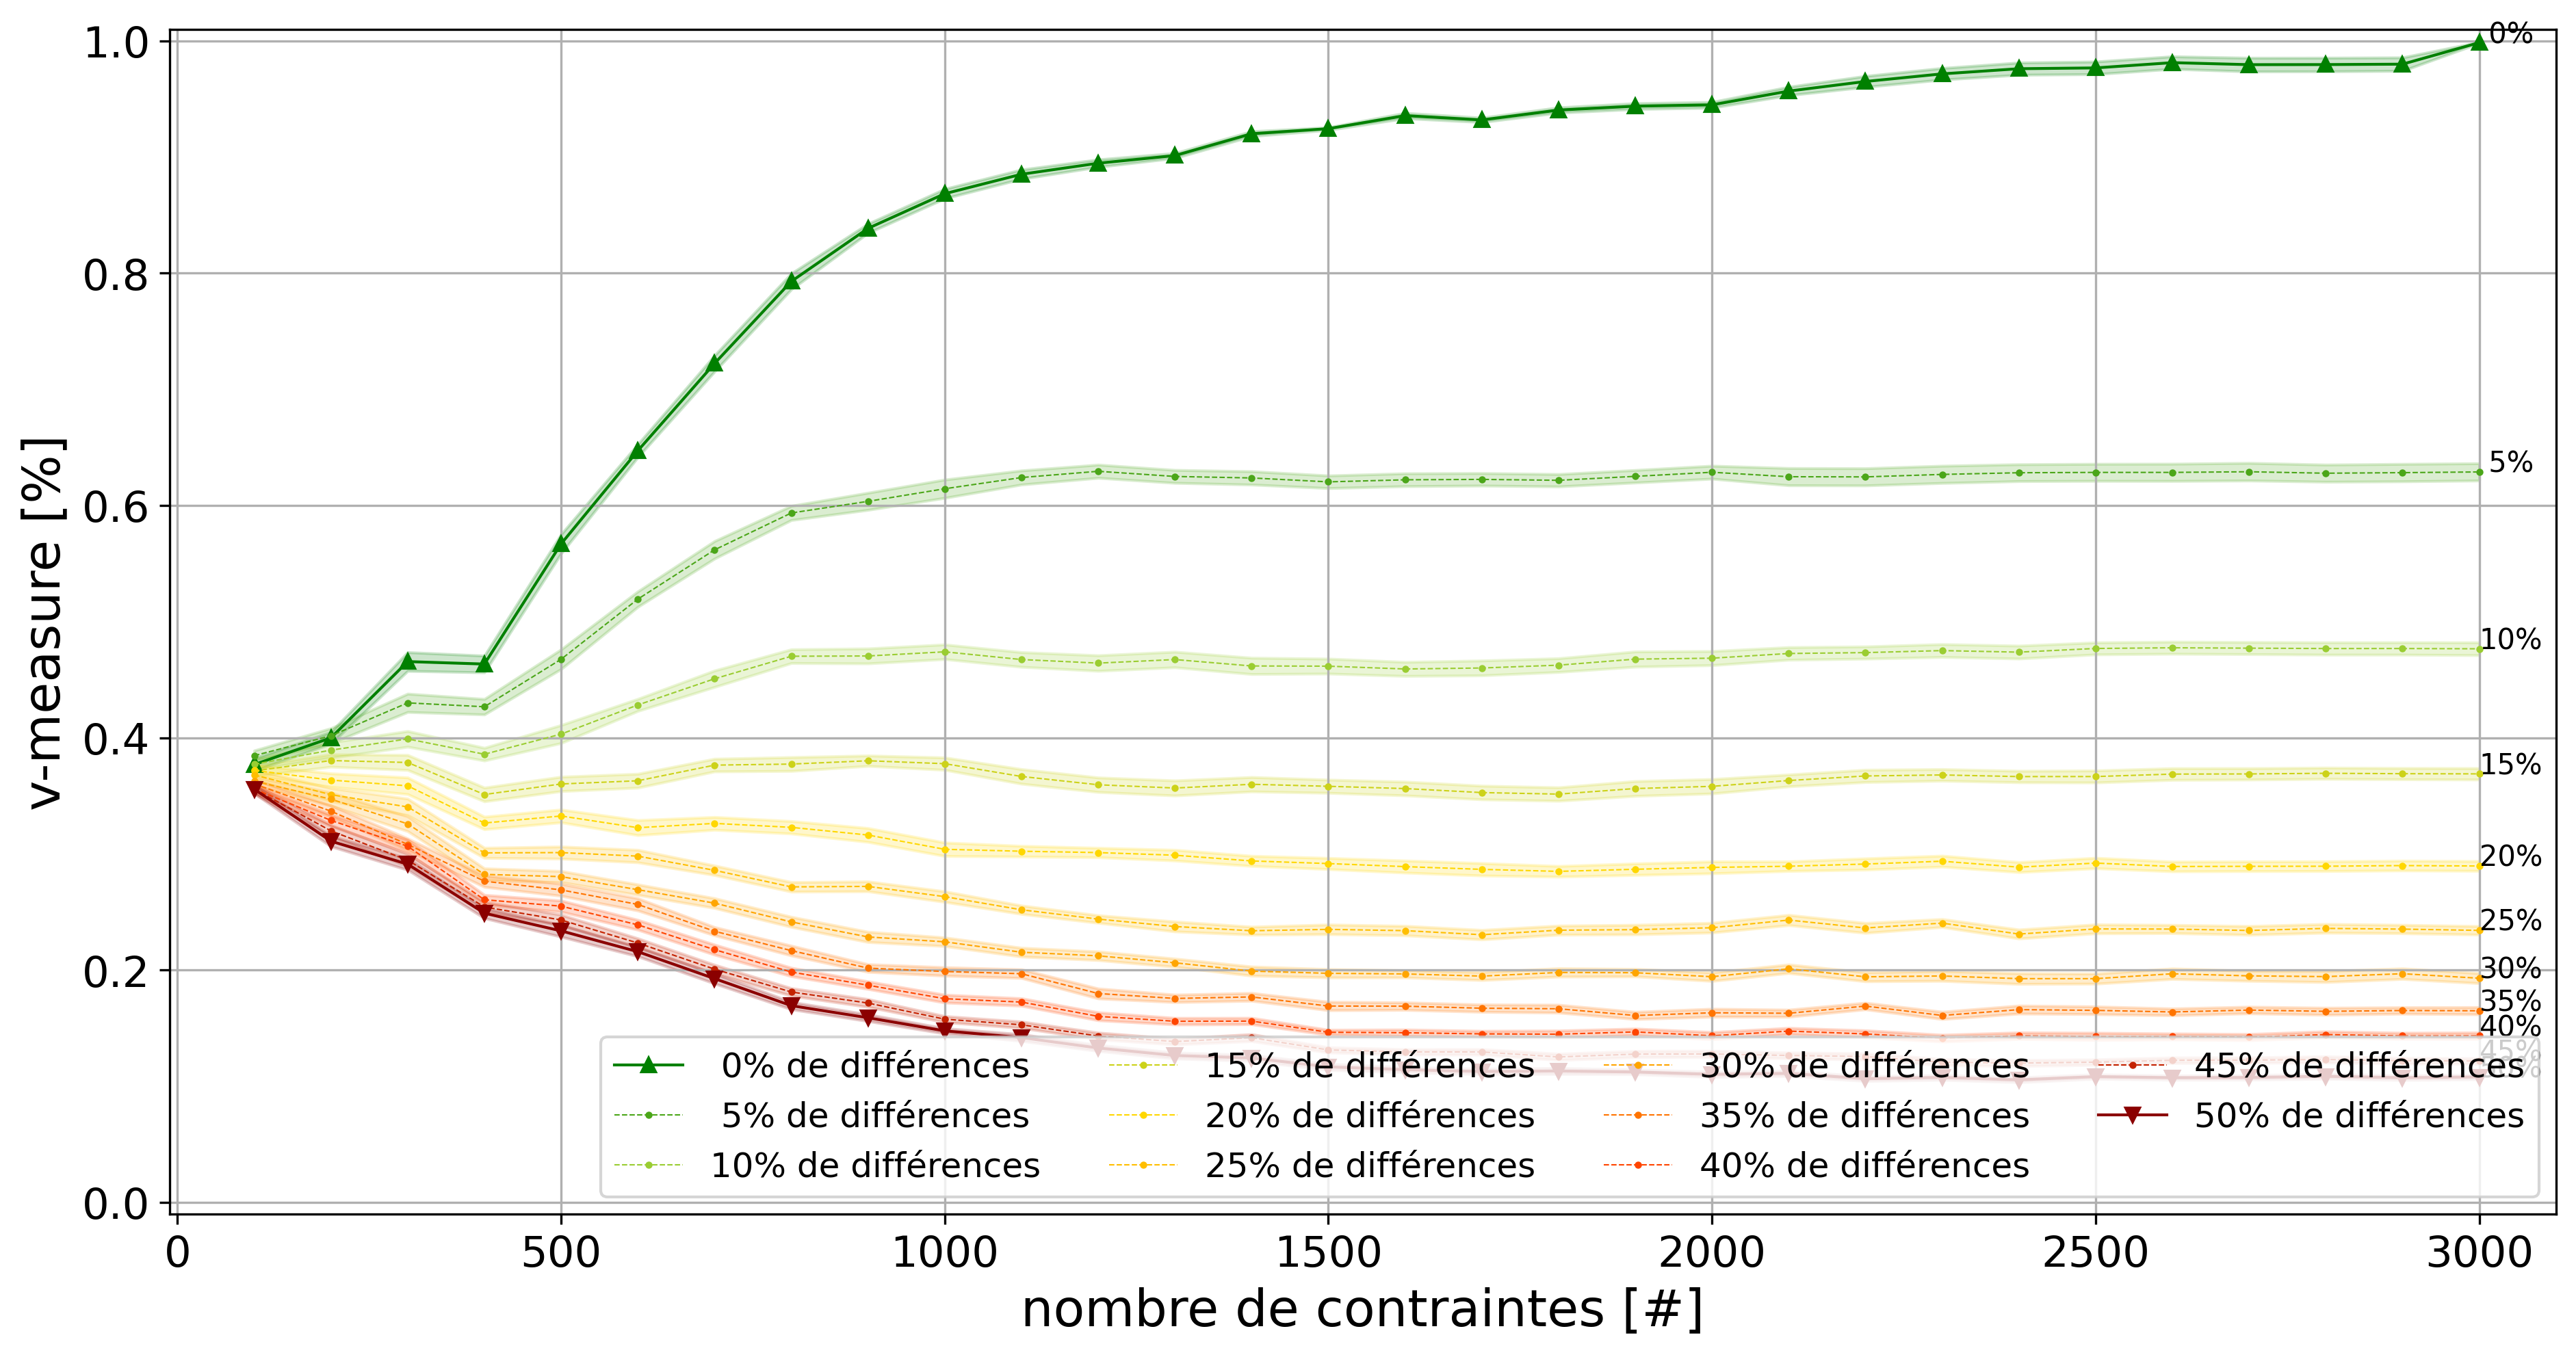 1.0
0.8
0.6
0.4
0.2
0.0
v-measure [%]
0%
5%
10%
15%
20%
25%
30%
35%
40%
45%
0% de différences
5% de différences
10% de différences
15% de différences
20% de différences
25% de différences
30% de différences
35% de différences
40% de différences
45% de différences
50% de différences
0
500
1000
1500
2000
2500
3000
nombre de contraintes [#]